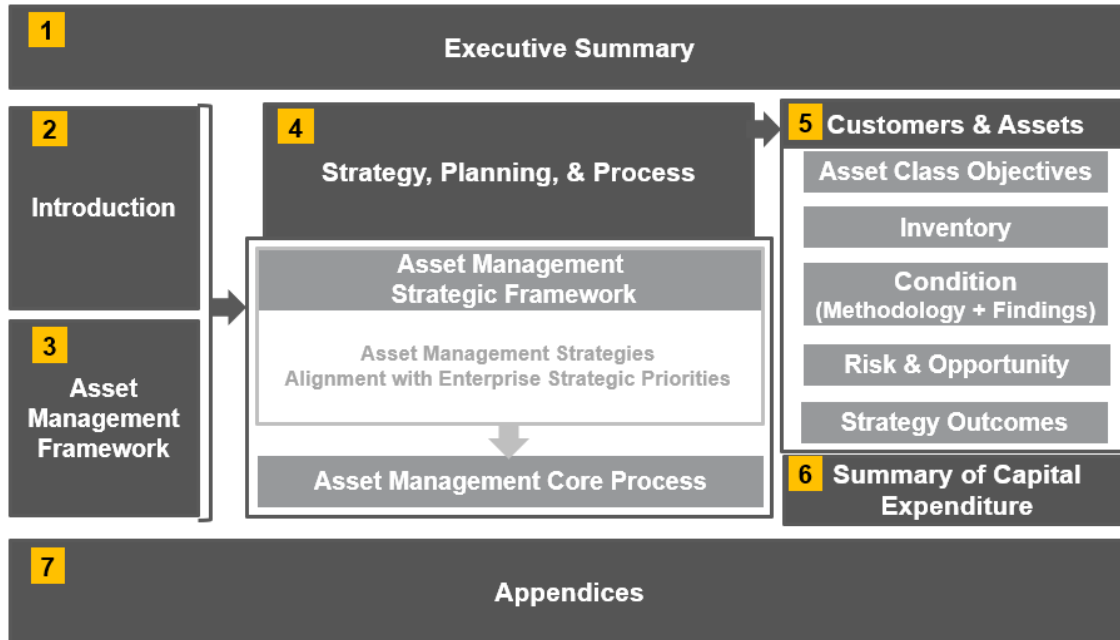 1
Executive Summary
2
Introduction
3
Asset
Management
Framework
4
Strategy, Planning, & Process
Asset Management
Strategic Framework
Asset Management Strategies
Alignment with Enterprise Strategic Priorities
Asset Management Core Process
5 Customers & Assets
Asset Class Objectives
Inventory
Condition
(Methodology + Findings)
Risk & Opportunity
Strategy Outcomes
6 Summary of Capital
Expenditure
7
Appendices